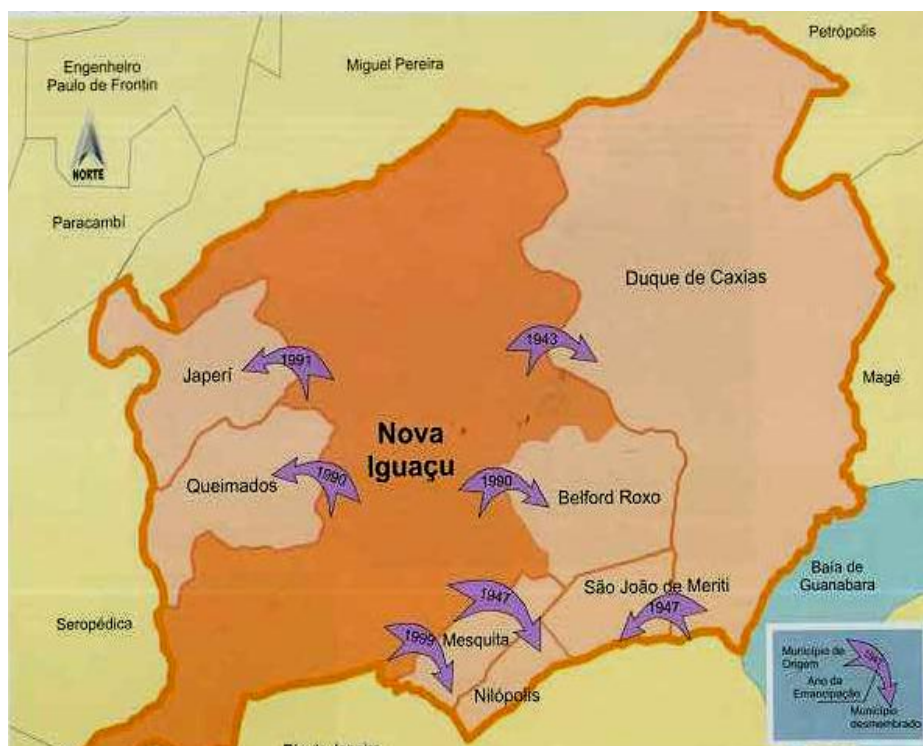 Petrópolis
Engenheiro
Paulo de Frontin
Miguel Pereira
NORTE
Paracambí
Duque de Caxias
1943
1991
Japerí
Magé
Nova
Iguaçu
Queimados
1990
1990
Belford Roxo
Baía de
Guanabara
São João de Meriti
1947
1947
Seropédica
1999
Mesquita
Nilópolis
Município de
Origem
Ano da
Emancipação
Município
desmembrado